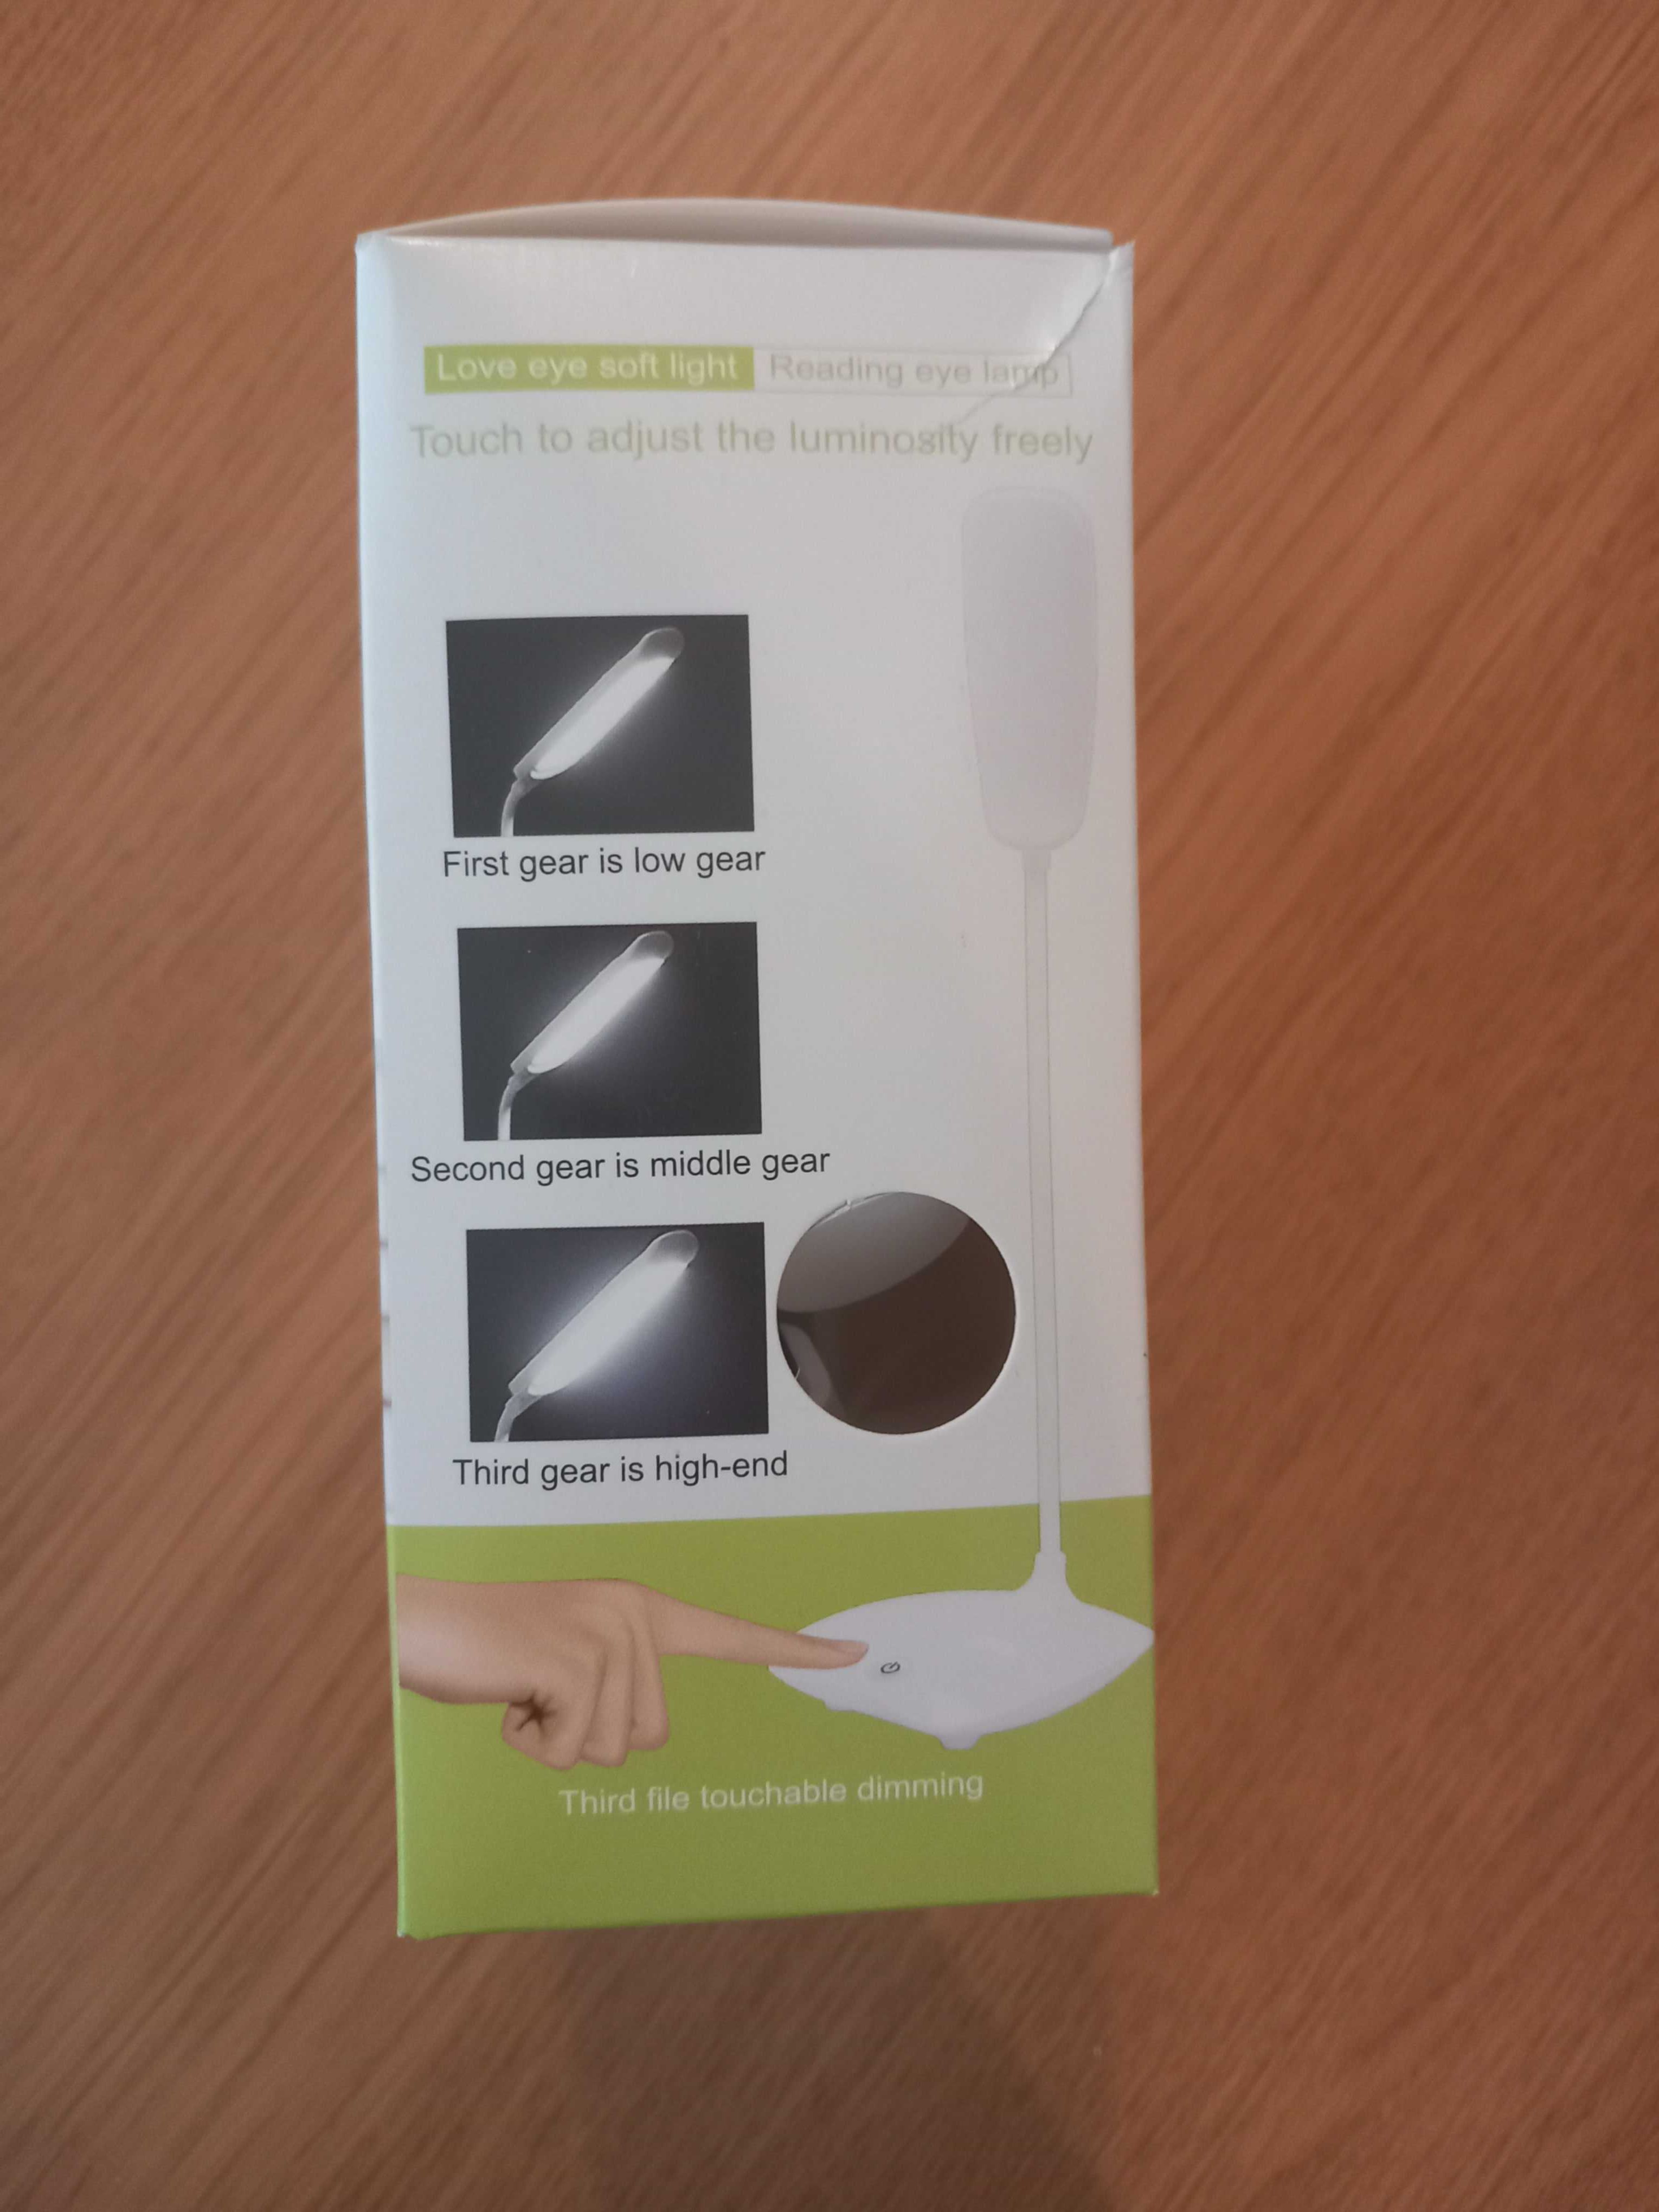 Love eye soft light Reading eye lamp
Touch to adjust the luminosity freely
First gear is low gear
Second gear is middle gear
Third gear is high-end
Third file touchable dimming